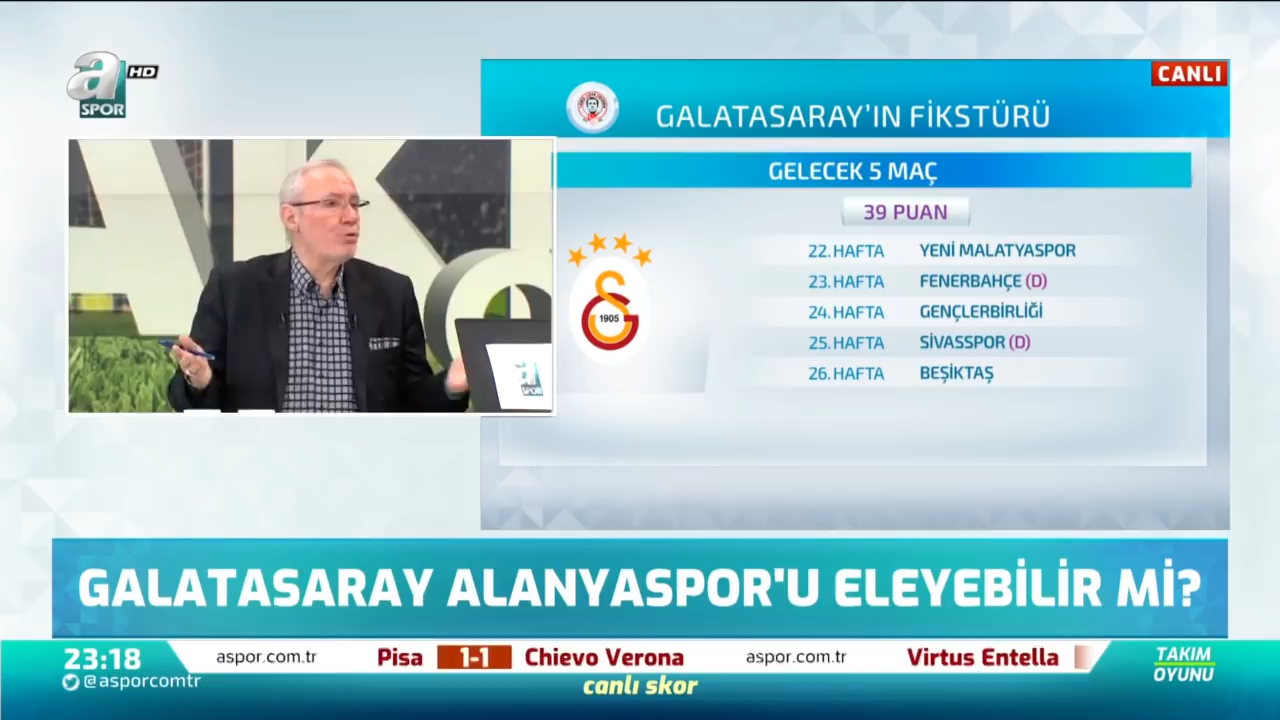 a HD
SPOR
CANLI
GALATASARAY'IN FİKSTÜRÜ
GELECEK 5 MAÇ
39 PUAN
22. HAFTA YENİ MALATYASPOR
23. HAFTA FENERBAHÇE (D)
24. HAFTA GENÇLERBİRLİĞİ
25. HAFTA SİVASSPOR (D)
26. HAFTA BEŞİKTAŞ
1905
a
SPOR
GALATASARAY ALANYASPOR'U ELEYEBİLİR Mİ?
23:18 aspor.com.tr Pisa 1-1 Chievo Verona aspor.com.tr Virtus Entella
@asporcomtr
canlı skor
TAKIM
OYUNU